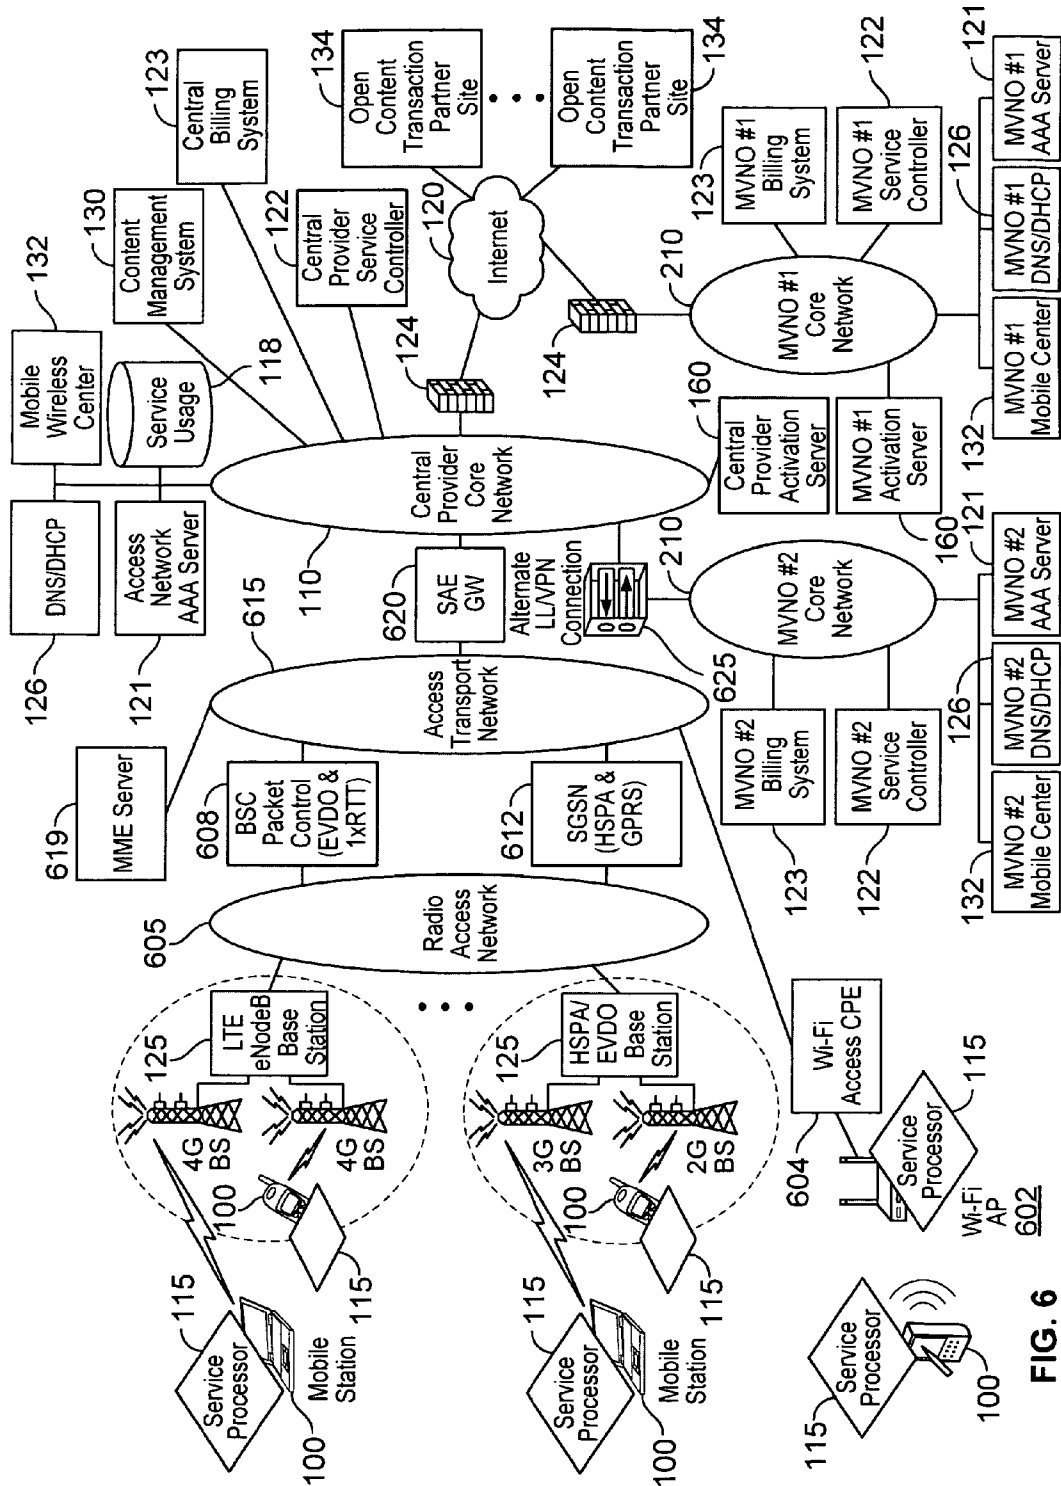 619
MME Server
126
DNS/DHCP
132
Mobile
Wireless
Center
121
Access
Network
AAA Server
Service
Usage
118
130
Content
Management
System
123
Central
Billing
System
122
Central
Provider
Service
Controller
134
Open
Content
Transaction
Partner
Site
134
Open
Content
Transaction
Partner
Site
120
Internet
124
124
125
LTE
eNodeB
Base
Station
4G
BS
4G
BS
100
115
115
Service
Processor
100
Mobile
Station
605
Radio
Access
Network
608
BSC
Packet
Control
(EVDO &
1xRTT)
612
SGSN
(HSPA &
GPRS)
615
Access
Transport
Network
620
SAE
GW
110
Central
Provider
Core
Network
Alternate
LL/VPN
Connection
625
160
Central
Provider
Activation
Server
125
HSPA/
EVDO
Base
Station
3G
BS
2G
BS
100
115
115
Service
Processor
100
Mobile
Station
210
MVNO #1
Core
Network
123
MVNO #1
Billing
System
122
MVNO #1
Service
Controller
160
MVNO #1
Activation
Server
132
MVNO #1
Mobile Center
126
MVNO #1
DNS/DHCP
121
MVNO #1
AAA Server
210
MVNO #2
Core
Network
123
MVNO #2
Billing
System
122
MVNO #2
Service
Controller
132
MVNO #2
Mobile Center
126
MVNO #2
DNS/DHCP
121
MVNO #2
AAA Server
604
Wi-Fi
Access CPE
115
Service
Processor
Wi-Fi
AP
602
115
Service
Processor
100
FIG. 6